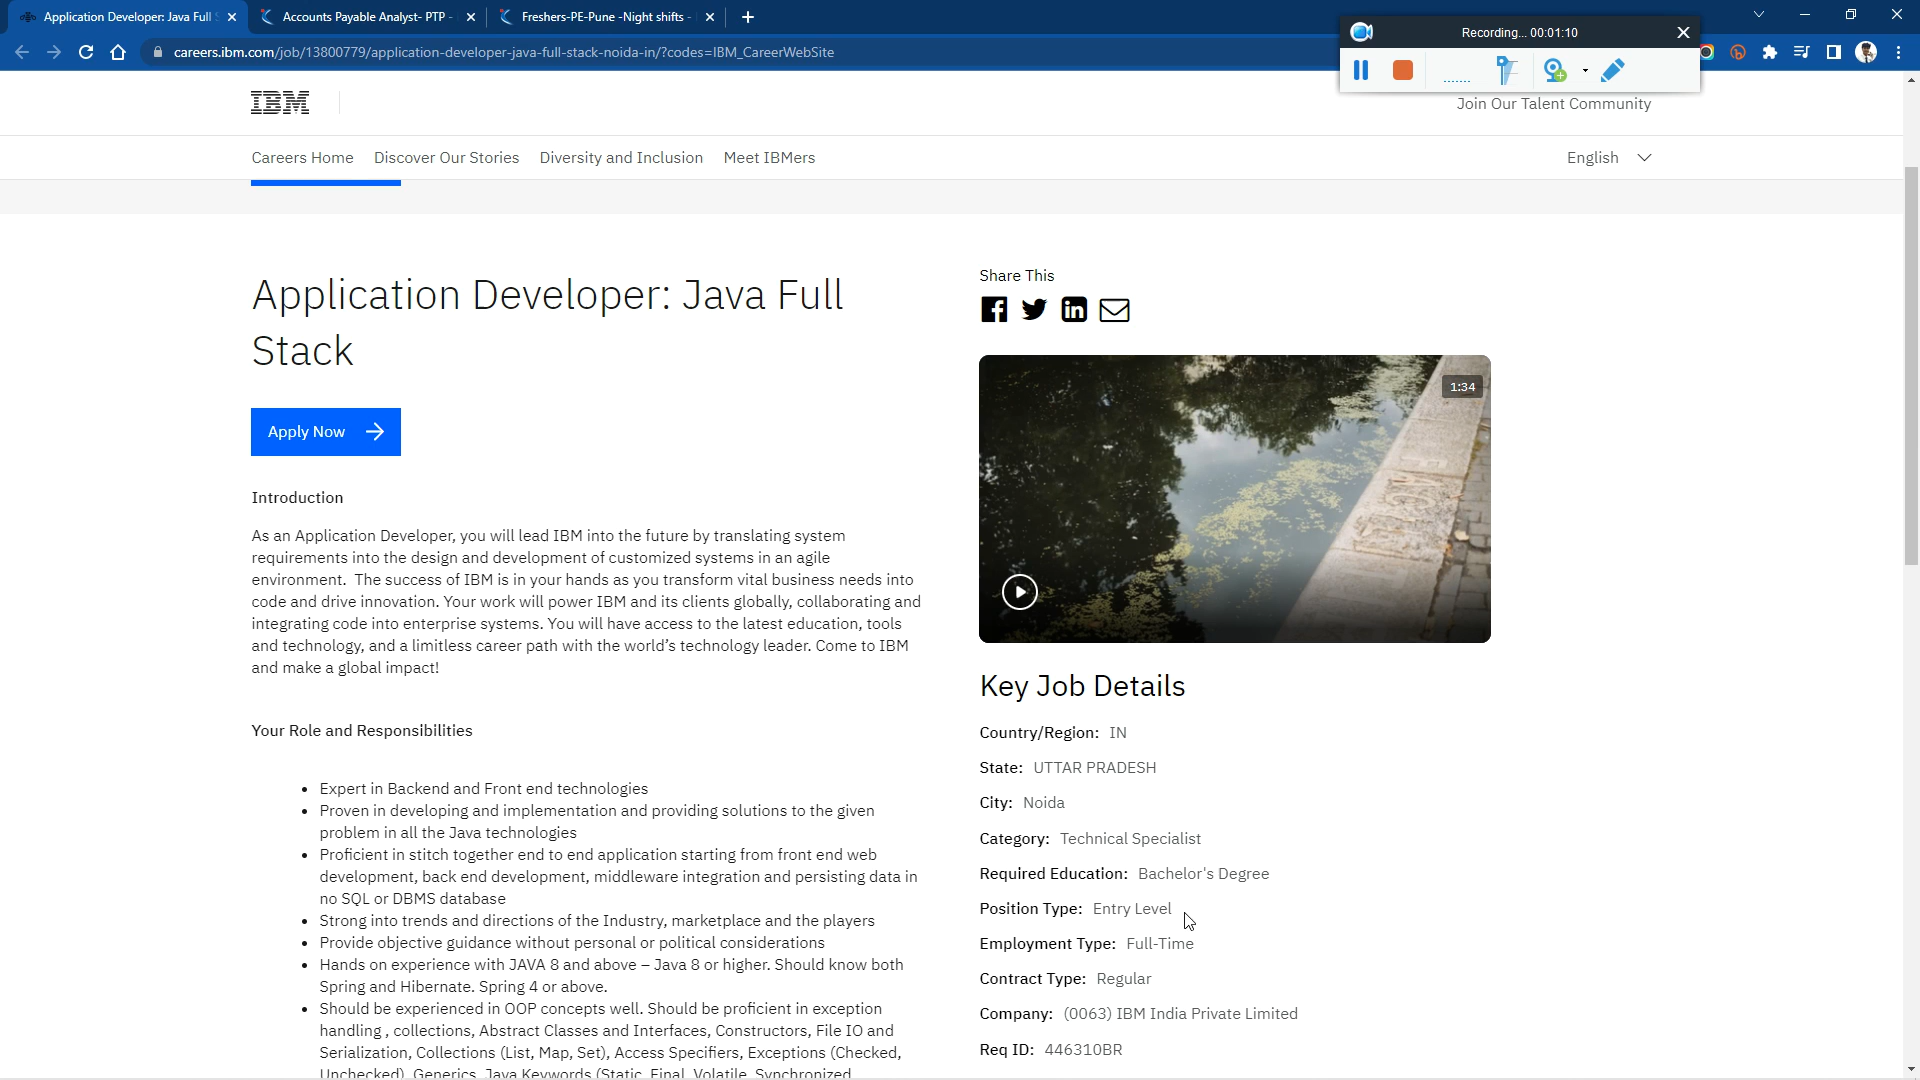 Application Developer: Java Full S
Accounts Payable Analyst- PTP -
Freshers-PE-Pune -Night shifts -
Recording... 00:01:10
careers.ibm.com/job/13800779/application-developer-java-full-stack-noida-in/?codes=IBM_CareerWebSite
IBM
Join Our Talent Community
Careers Home Discover Our Stories Diversity and Inclusion Meet IBMers
English
Application Developer: Java Full
Stack
Apply Now
Introduction
As an Application Developer, you will lead IBM into the future by translating system
requirements into the design and development of customized systems in an agile
environment.  The success of IBM is in your hands as you transform vital business needs into
code and drive innovation. Your work will power IBM and its clients globally, collaborating and
integrating code into enterprise systems. You will have access to the latest education, tools
and technology, and a limitless career path with the world’s technology leader. Come to IBM
and make a global impact!
Your Role and Responsibilities
• Expert in Backend and Front end technologies
• Proven in developing and implementation and providing solutions to the given
problem in all the Java technologies
• Proficient in stitch together end to end application starting from front end web
development, back end development, middleware integration and persisting data in
no SQL or DBMS database
• Strong into trends and directions of the Industry, marketplace and the players
• Provide objective guidance without personal or political considerations
• Hands on experience with JAVA 8 and above – Java 8 or higher. Should know both
Spring and Hibernate. Spring 4 or above.
• Should be experienced in OOP concepts well. Should be proficient in exception
handling , collections, Abstract Classes and Interfaces, Constructors, File IO and
Serialization, Collections (List, Map, Set), Access Specifiers, Exceptions (Checked,
Unchecked), Generics, Java Keywords (Static, Final, Volatile, Synchronized,
Share This
1:34
Key Job Details
Country/Region: IN
State: UTTAR PRADESH
City: Noida
Category: Technical Specialist
Required Education: Bachelor's Degree
Position Type: Entry Level
Employment Type: Full-Time
Contract Type: Regular
Company: (0063) IBM India Private Limited
Req ID: 446310BR